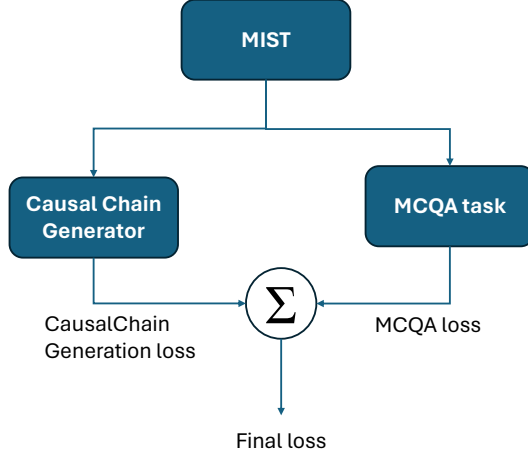 MIST
Causal Chain
Generator
MCQA task
Σ
CausalChain
Generation loss
MCQA loss
Final loss